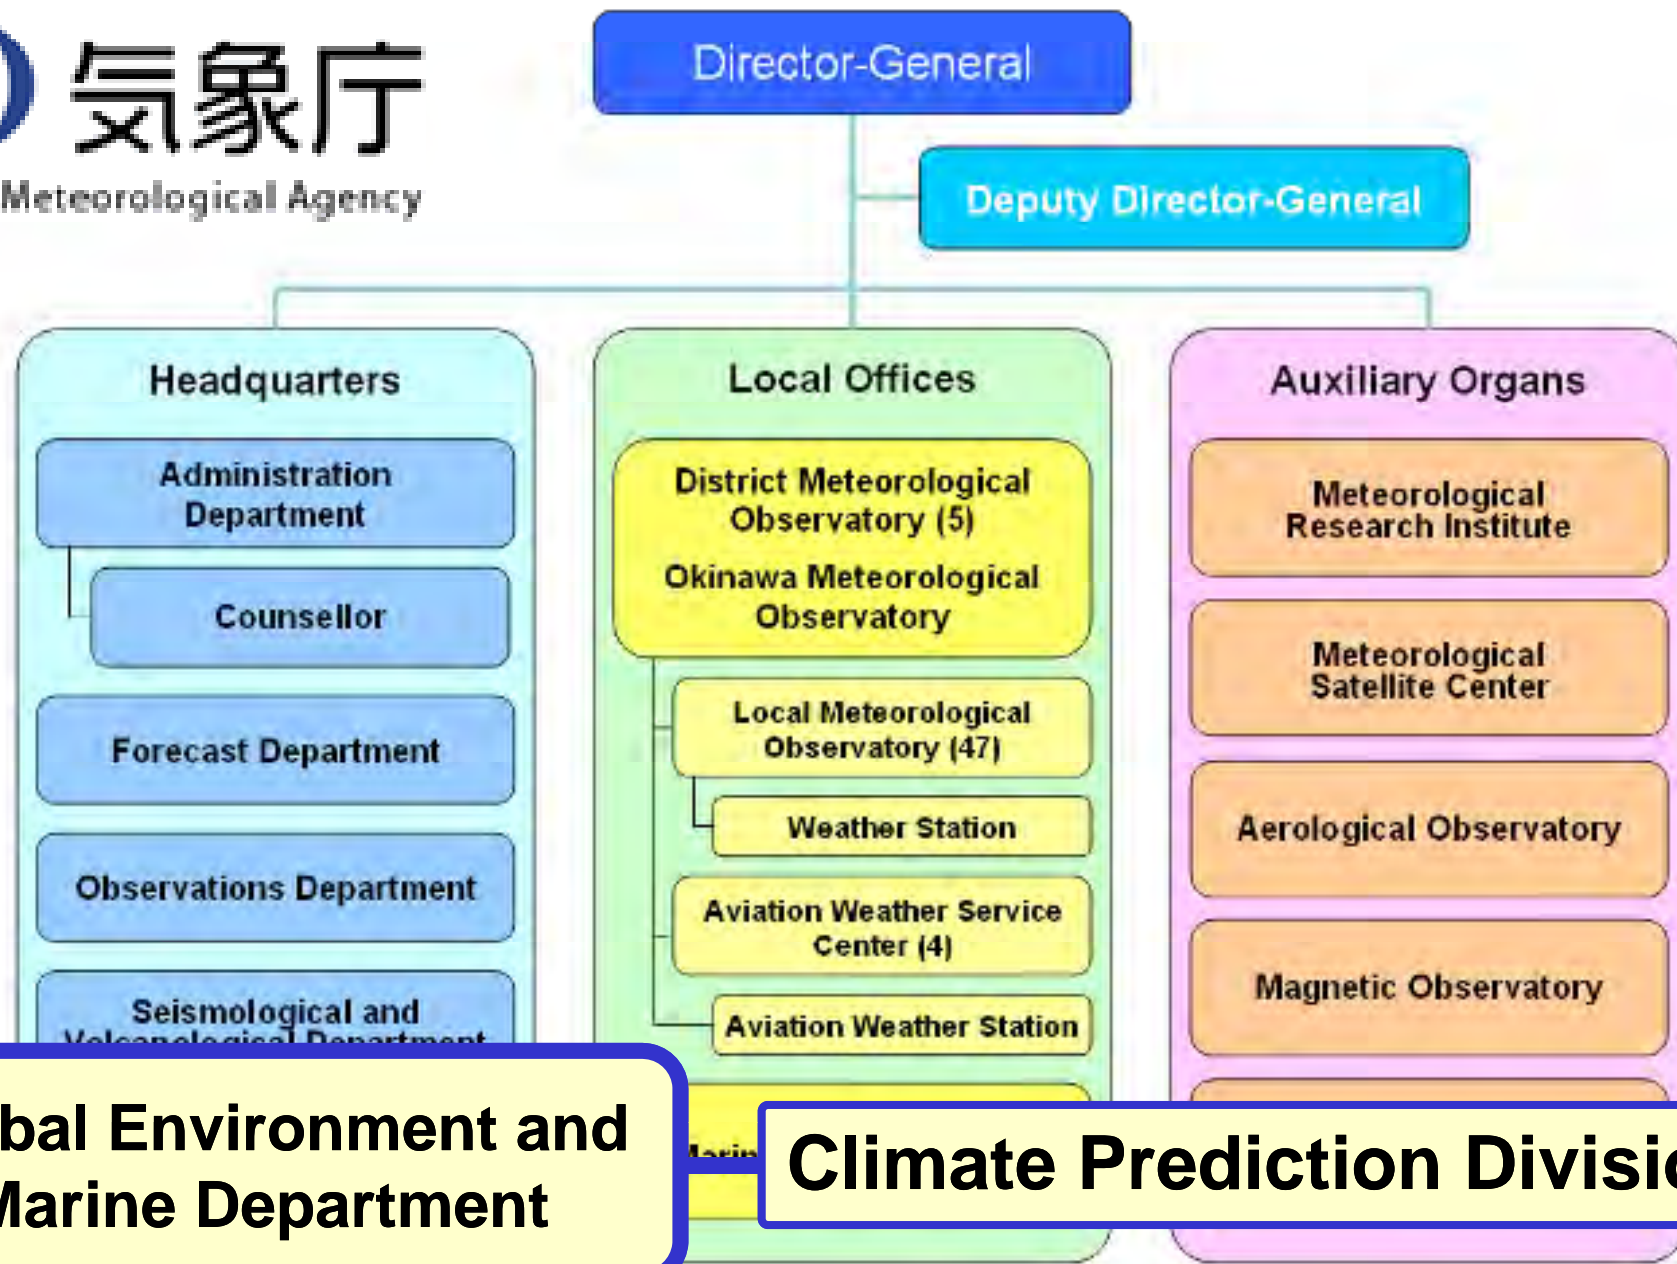 気象庁
Meteorological Agency
Director-General
Deputy Director-General
Headquarters
Administration
Department
Counsellor
Forecast Department
Observations Department
Seismological and
Volcanological Department
bal Environment and
Marine Department
Local Offices
District Meteorological
Observatory (5)
Okinawa Meteorological
Observatory
Local Meteorological
Observatory (47)
Weather Station
Aviation Weather Service
Center (4)
Aviation Weather Station
Climate Prediction Divisio
Auxiliary Organs
Meteorological
Research Institute
Meteorological
Satellite Center
Aerological Observatory
Magnetic Observatory